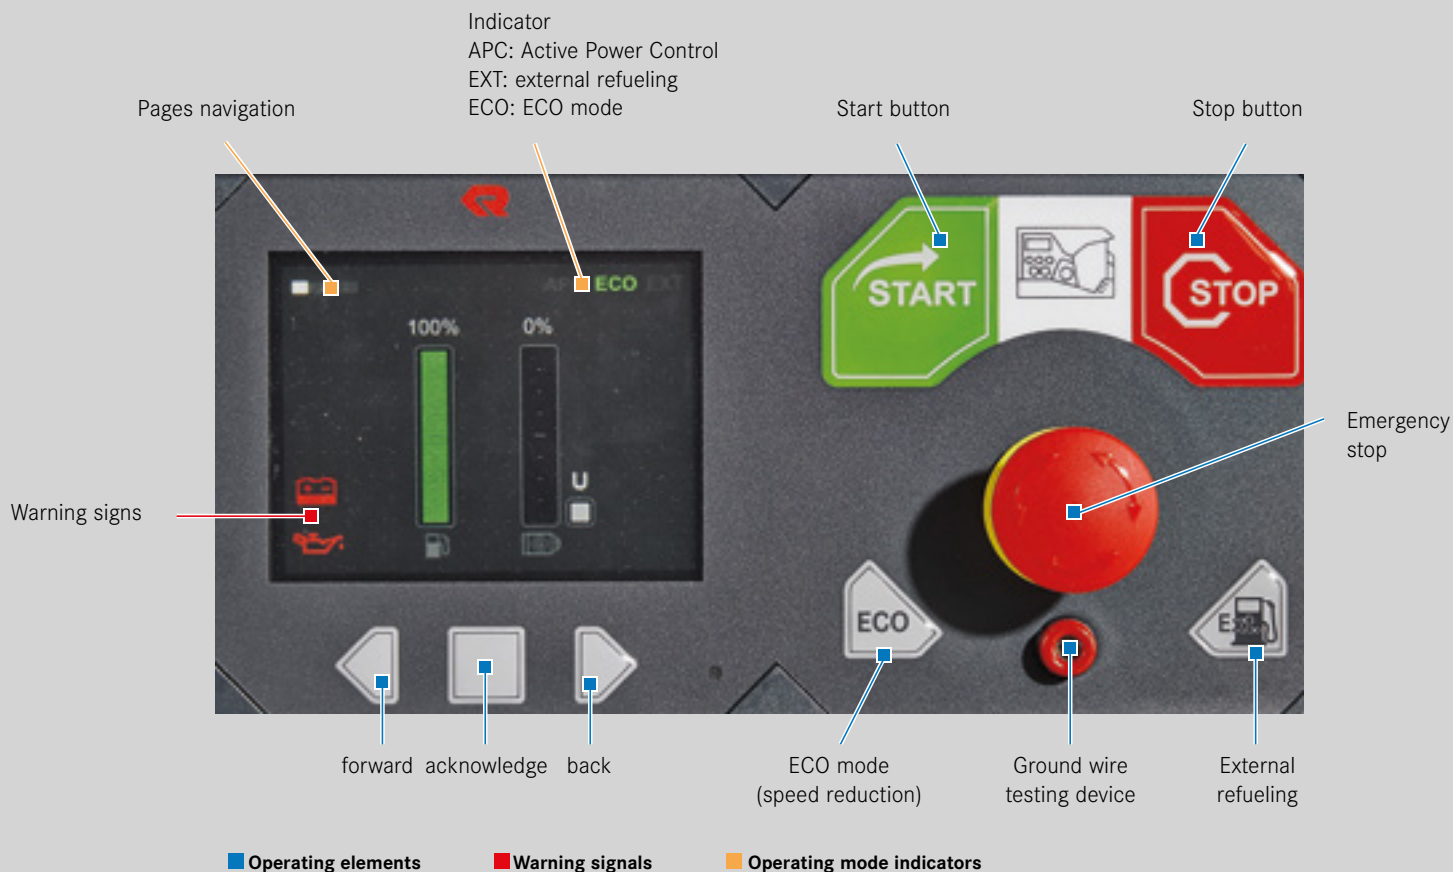 Indicator
APC: Active Power Control
EXT: external refueling
ECO: ECO mode
Pages navigation
Start button
Stop button
ECO EXT
100%
0%
START
STOP
Emergency
stop
U
Warning signs
ECO
forward
acknowledge
back
ECO mode
(speed reduction)
Ground wire
testing device
External
refueling
Operating elements
Warning signals
Operating mode indicators